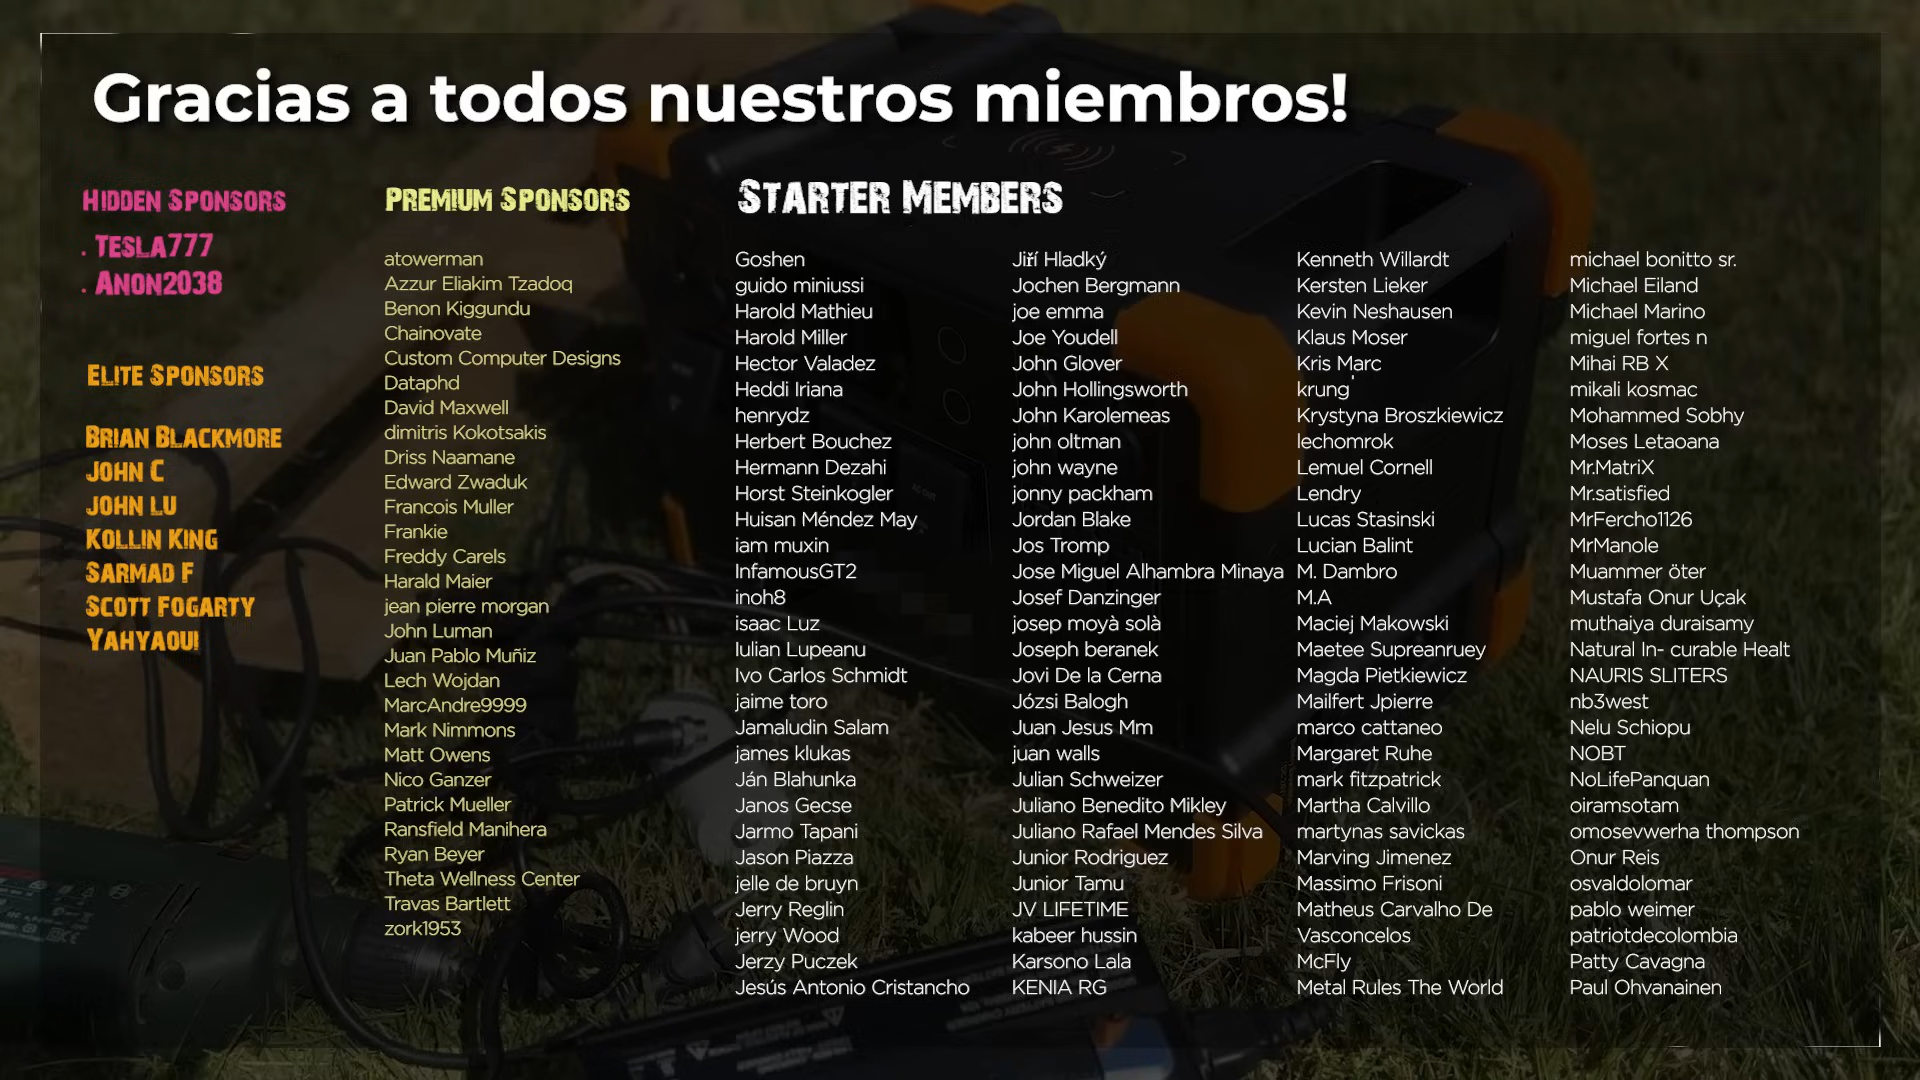 Gracias a todos nuestros miembros!
Hidden Sponsors
. Tesla777
. Anon2038
Elite Sponsors
Brian Blackmore
John C
John Lu
Kollin King
Sarmad F
Scott Fogarty
Yahyaoui
Premium Sponsors
atowerman
Azzur Eliakim Tzadoq
Benon Kiggundu
Chainovate
Custom Computer Designs
Dataphd
David Maxwell
dimitris Kokotsakis
Driss Naamane
Edward Zwaduk
Francois Muller
Frankie
Freddy Carels
Harald Maier
jean pierre morgan
John Luman
Juan Pablo Muñiz
Lech Wojdan
MarcAndre9999
Mark Nimmons
Matt Owens
Nico Ganzer
Patrick Mueller
Ransfield Manihera
Ryan Beyer
Theta Wellness Center
Travas Bartlett
zork1953
Starter Members
Goshen
guido miniussi
Harold Mathieu
Harold Miller
Hector Valadez
Heddi Iriana
henrydz
Herbert Bouchez
Hermann Dezahi
Horst Steinkogler
Huisan Méndez May
iam muxin
InfamousGT2
inoh8
isaac Luz
Iulian Lupeanu
Ivo Carlos Schmidt
jaime toro
Jamaludin Salam
james klukas
Ján Blahunka
Janos Gecse
Jarmo Tapani
Jason Piazza
jelle de bruyn
Jerry Reglin
jerry Wood
Jerzy Puczek
Jesús Antonio Cristancho
Jiří Hladký
Jochen Bergmann
joe emma
Joe Youdell
John Glover
John Hollingsworth
John Karolemeas
john oltman
john wayne
jonny packham
Jordan Blake
Jos Tromp
Jose Miguel Alhambra Minaya
Josef Danzinger
josep moyà solà
Joseph beranek
Jovi De la Cerna
Józsi Balogh
Juan Jesus Mm
juan walls
Julian Schweizer
Juliano Benedito Mikley
Juliano Rafael Mendes Silva
Junior Rodriguez
Junior Tamu
JV LIFETIME
kabeer hussin
Karsono Lala
KENIA RG
Kenneth Willardt
Kersten Lieker
Kevin Neshausen
Klaus Moser
Kris Marc
krung ่
Krystyna Broszkiewicz
lechomrok
Lemuel Cornell
Lendry
Lucas Stasinski
Lucian Balint
M. Dambro
M.A
Maciej Makowski
Maetee Supreanruey
Magda Pietkiewicz
Mailfert Jpierre
marco cattaneo
Margaret Ruhe
mark fitzpatrick
Martha Calvillo
martynas savickas
Marving Jimenez
Massimo Frisoni
Matheus Carvalho De
Vasconcelos
McFly
Metal Rules The World
michael bonitto sr.
Michael Eiland
Michael Marino
miguel fortes n
Mihai RB X
mikali kosmac
Mohammed Sobhy
Moses Letaoana
Mr.MatriX
Mr.satisfied
MrFercho1126
MrManole
Muammer öter
Mustafa Onur Uçak
muthaiya duraisamy
Natural In- curable Healt
NAURIS SLITERS
nb3west
Nelu Schiopu
NOBT
NoLifePanquan
oiramsotam
omosevwerha thompson
Onur Reis
osvaldolomar
pablo weimer
patriotdecolombia
Patty Cavagna
Paul Ohvanainen